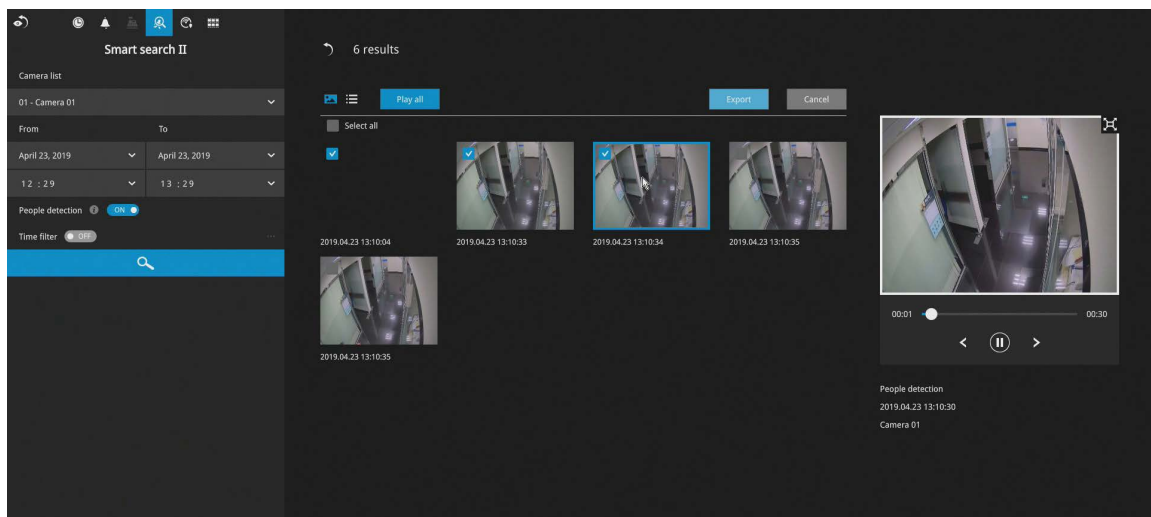 Smart search II
Camera list
01 - Camera 01
From To
April 23, 2019 April 23, 2019
12 : 29 13 : 29
People detection ON
Time filter OFF ...
6 results
Play all Export Cancel
Select all
2019.04.23 13:10:04 2019.04.23 13:10:33 2019.04.23 13:10:34 2019.04.23 13:10:35
2019.04.23 13:10:35
00:01 00:30
People detection
2019.04.23 13:10:30
Camera 01